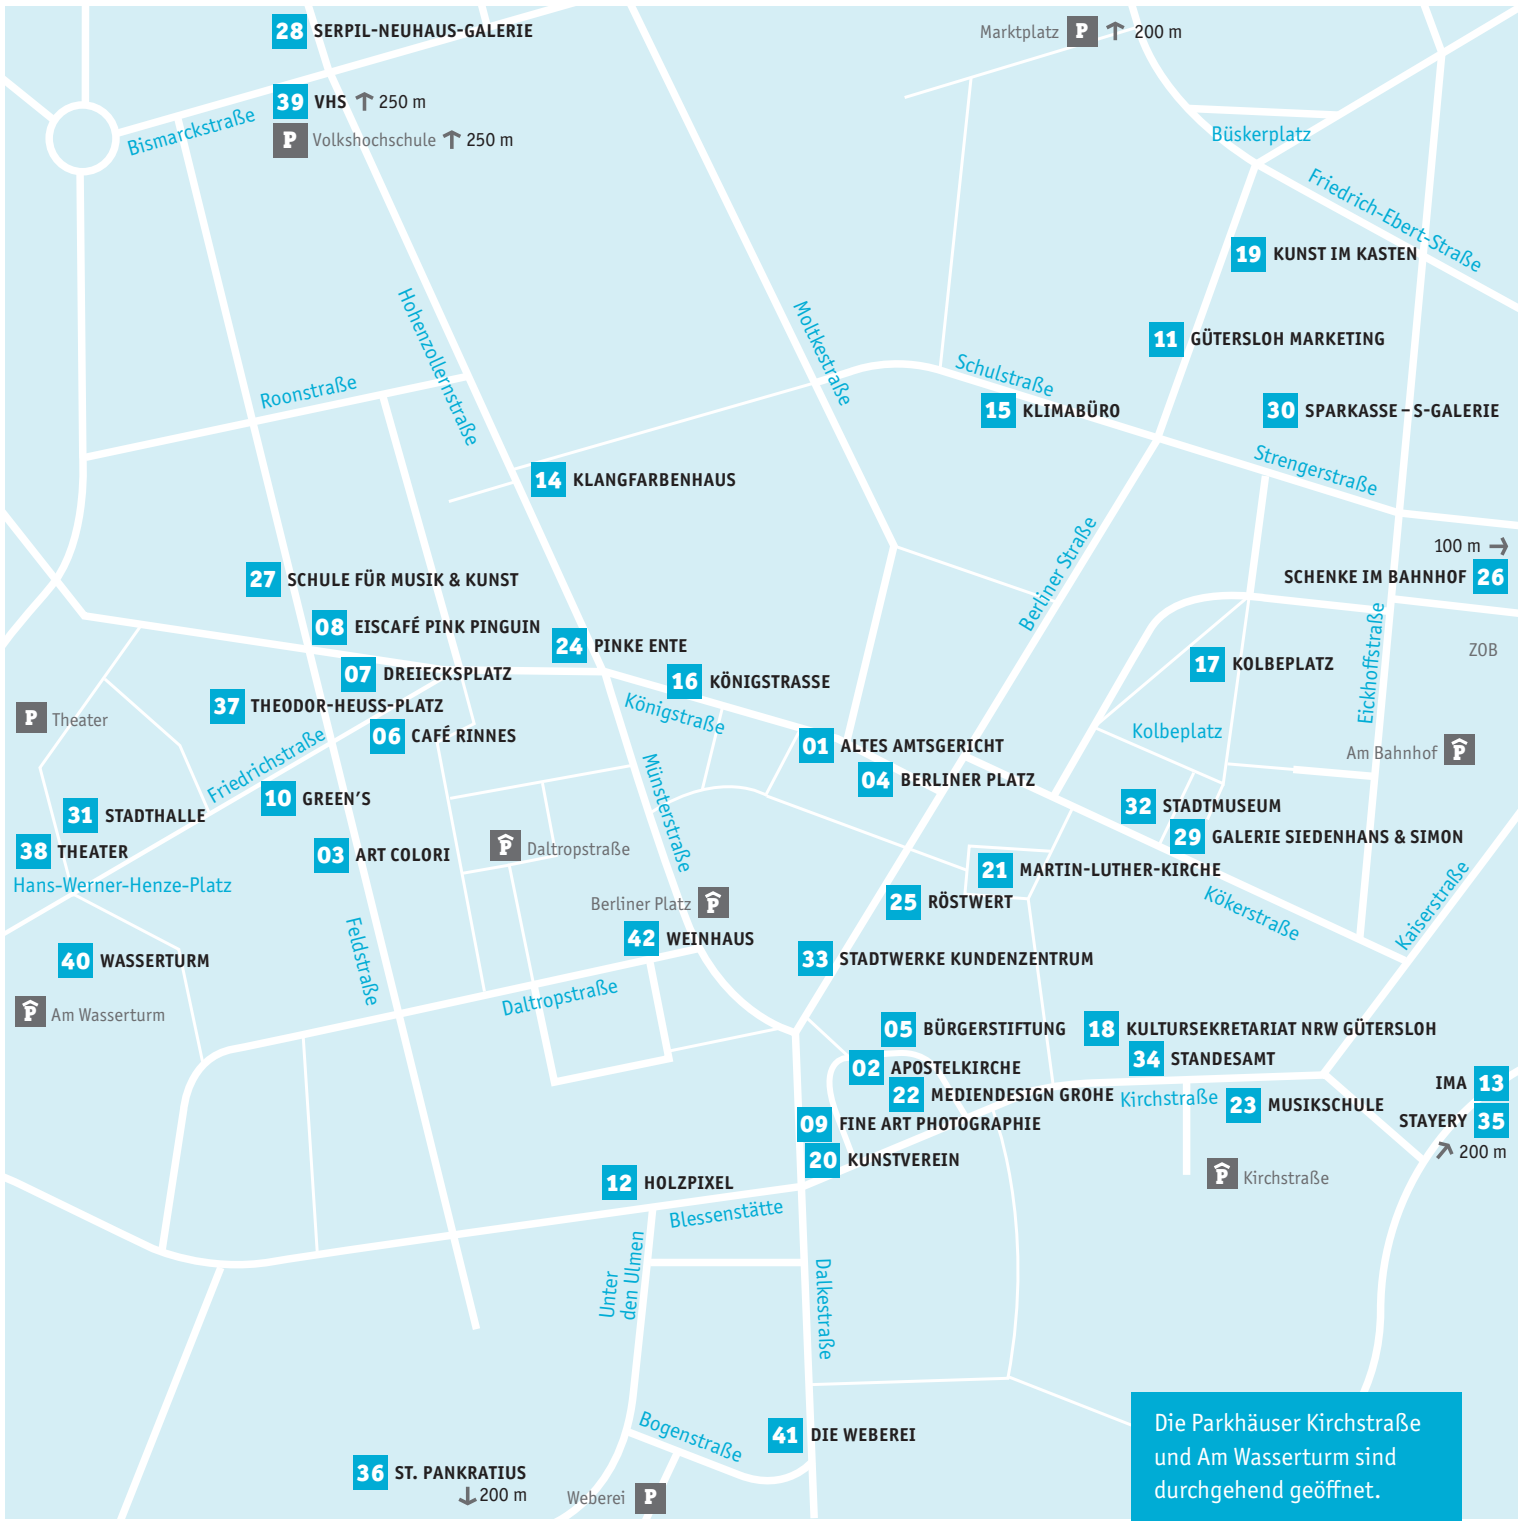 28 SERPIL-NEUHAUS-GALERIE
Marktplatz P ↑ 200 m
39 VHS ↑ 250 m
P Volkshochschule ↑ 250 m
Bismarckstraße
Büskerplatz
Friedrich-Ebert-Straße
19 KUNST IM KASTEN
Hohenzollernstraße
Moltkestraße
11 GÜTERSLOH MARKETING
Schulstraße
Roonstraße
15 KLIMABÜRO
30 SPARKASSE – S-GALERIE
Strengerstraße
14 KLANGFARBENHAUS
Berliner Straße
100 m →
SCHENKE IM BAHNHOF 26
27 SCHULE FÜR MUSIK & KUNST
08 EISCAFÉ PINK PINGUIN
24 PINKE ENTE
Eickhoffstraße
ZOB
17 KOLBEPLATZ
07 DREIECKSPLATZ
16 KÖNIGSTRASSE
37 THEODOR-HEUSS-PLATZ
Königstraße
P Theater
06 CAFÉ RINNES
Kolbeplatz
01 ALTES AMTSGERICHT
Am Bahnhof P
Friedrichstraße
04 BERLINER PLATZ
Münsterstraße
10 GREEN'S
32 STADTMUSEUM
31 STADTHALLE
29 GALERIE SIEDENHANS & SIMON
38 THEATER
03 ART COLORI
P Daltropstraße
21 MARTIN-LUTHER-KIRCHE
Hans-Werner-Henze-Platz
Berliner Platz P
25 RÖSTWERT
Kökerstraße
Kaiserstraße
42 WEINHAUS
40 WASSERTURM
Feldstraße
33 STADTWERKE KUNDENZENTRUM
Daltropstraße
P Am Wasserturm
05 BÜRGERSTIFTUNG
18 KULTURSEKRETARIAT NRW GÜTERSLOH
34 STANDESAMT
02 APOSTELKIRCHE
IMA 13
22 MEDIENDESIGN GROHE
Kirchstraße
23 MUSIKSCHULE
09 FINE ART PHOTOGRAPHIE
STAYERY 35
↗ 200 m
20 KUNSTVEREIN
P Kirchstraße
12 HOLZPIXEL
Blessenstätte
Unter
den Ulmen
Dalkestraße
Bogenstraße
41 DIE WEBEREI
36 ST. PANKRATIUS
↓ 200 m
Weberei P
Die Parkhäuser Kirchstraße
und Am Wasserturm sind
durchgehend geöffnet.